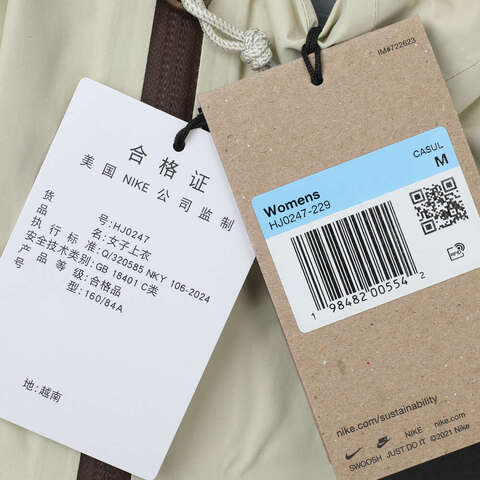 合格证
美国 NIKE 公司监制
货号:HJ0247
品名:女子上衣
执行标准:Q/320585 NKY 106-2024
安全技术类别:GB 18401 C类
产品等级:合格品
号型:160/84A
地:越南
IM#722623
CASUL
M
Womens
HJ0247-229
1 98482 00554 2
RFID
nike.com/sustainability
NIKE ©2021 Nike
SWOOSH JUST DO IT